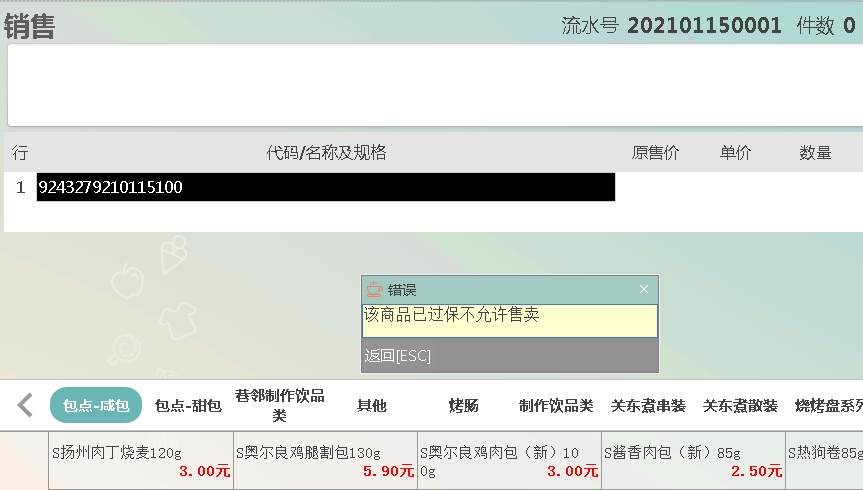 销售 流水号 202101150001 件数 0
行 代码/名称及规格 原售价 单价 数量
1 9243279210115100
错误 ×
该商品已过保不允许售卖
返回[ESC]
包点-咸包 包点-甜包 巷邻制作饮品类 其他 烤肠 制作饮品类 关东煮串装 关东煮散装 烧烤盘系列
S扬州肉丁烧麦120g S奥尔良鸡腿割包130g S奥尔良鸡肉包（新）100g S酱香肉包（新）85g S热狗卷85g
3.00元 5.90元 3.00元 2.50元